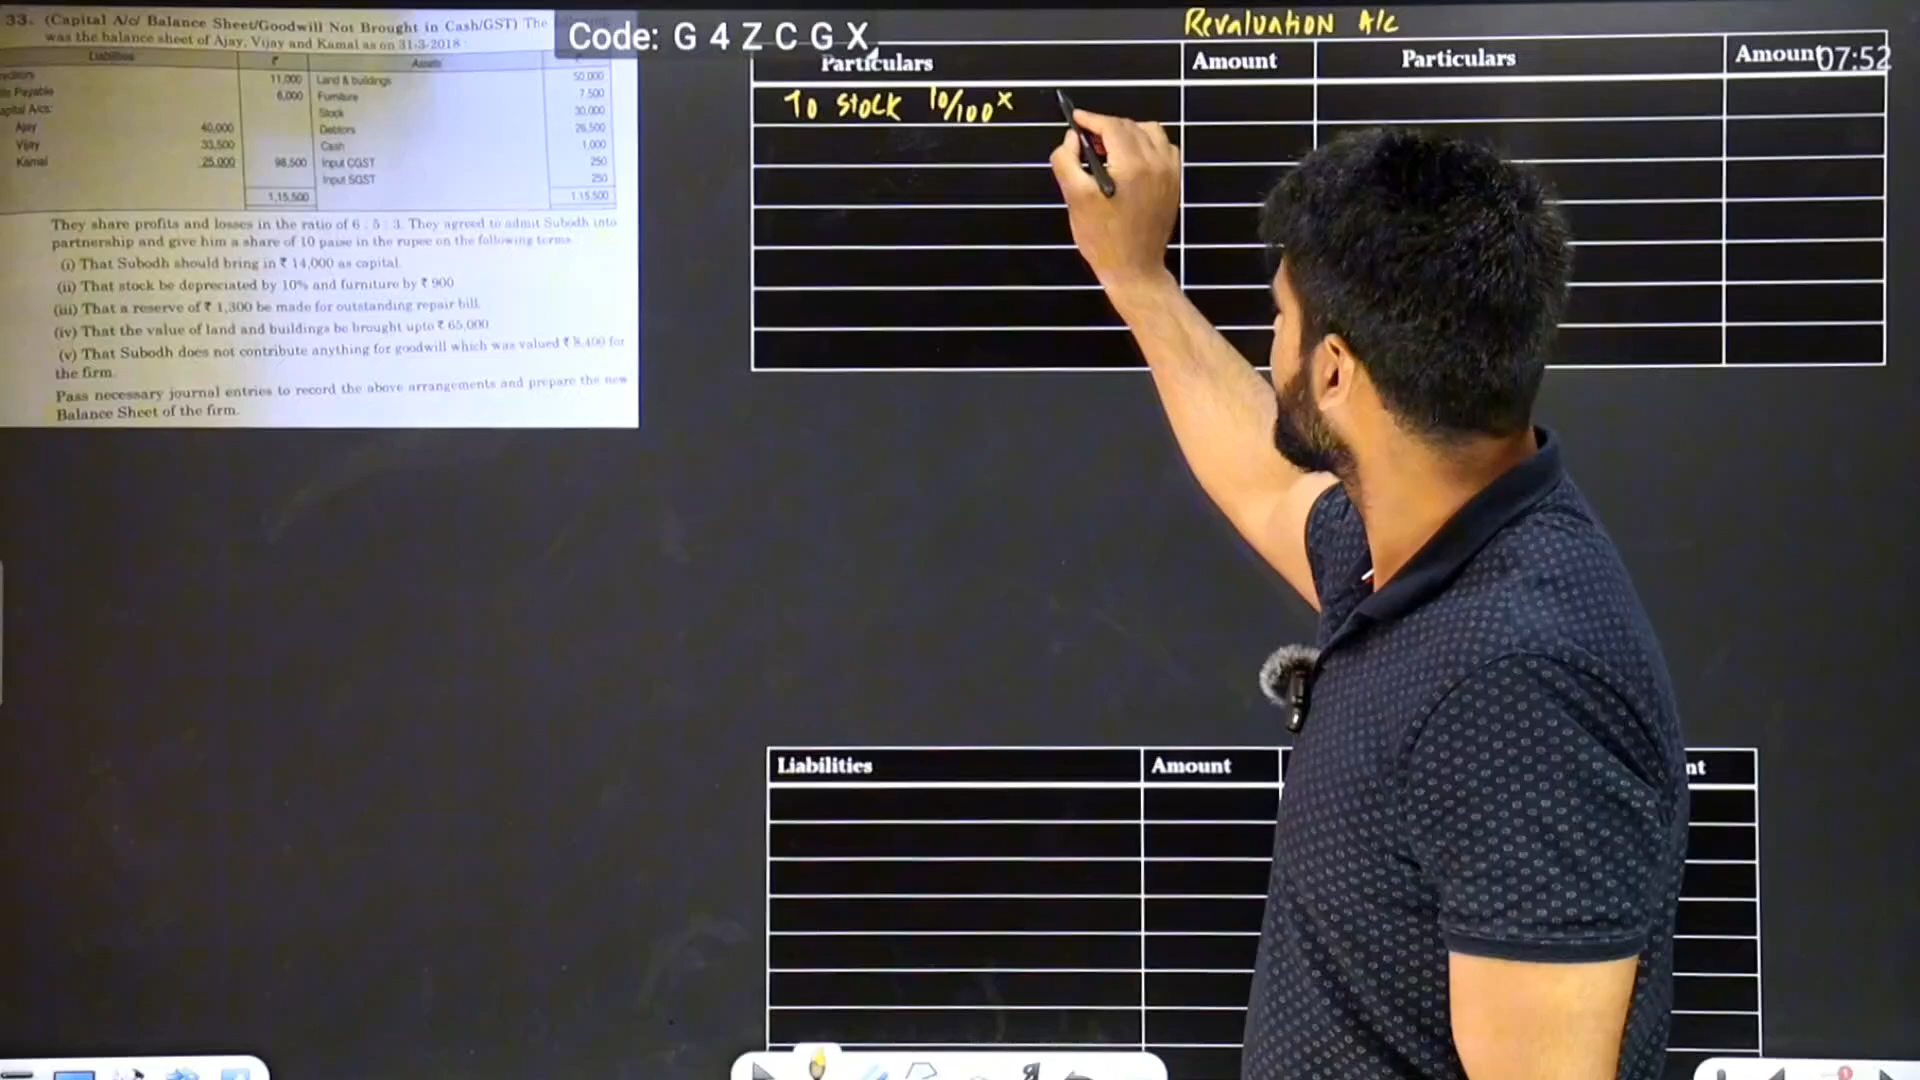 33. (Capital A/c/ Balance Sheet/Goodwill Not Brought in Cash/GST) The
was the balance sheet of Ajay, Vijay and Kamal as on 31-3-2018
Liabilities ₹ Assets
11,000 Land & buildings 50,000
Payable 6,000 Furniture 7,500
Capital A/cs: Stock 30,000
Ajay 40,000 Debtors 26,500
Vijay 33,500 Cash 1,000
Kamal 25,000 98,500 Input CGST 250
Input SGST 250
1,15,500 1,15,500
They share profits and losses in the ratio of 6 : 5 : 3. They agreed to admit Subodh into
partnership and give him a share of 10 paise in the rupee on the following terms
(i) That Subodh should bring in ₹ 14,000 as capital.
(ii) That stock be depreciated by 10% and furniture by ₹ 900
(iii) That a reserve of ₹ 1,300 be made for outstanding repair bill.
(iv) That the value of land and buildings be brought upto ₹ 65,000
(v) That Subodh does not contribute anything for goodwill which was valued ₹ 8,400 for
the firm.
Pass necessary journal entries to record the above arrangements and prepare the new
Balance Sheet of the firm.
Code: G 4 Z C G X
Revaluation A/c
Particulars Amount Particulars Amount
07:52
To Stock 10/100 x
Liabilities Amount nt